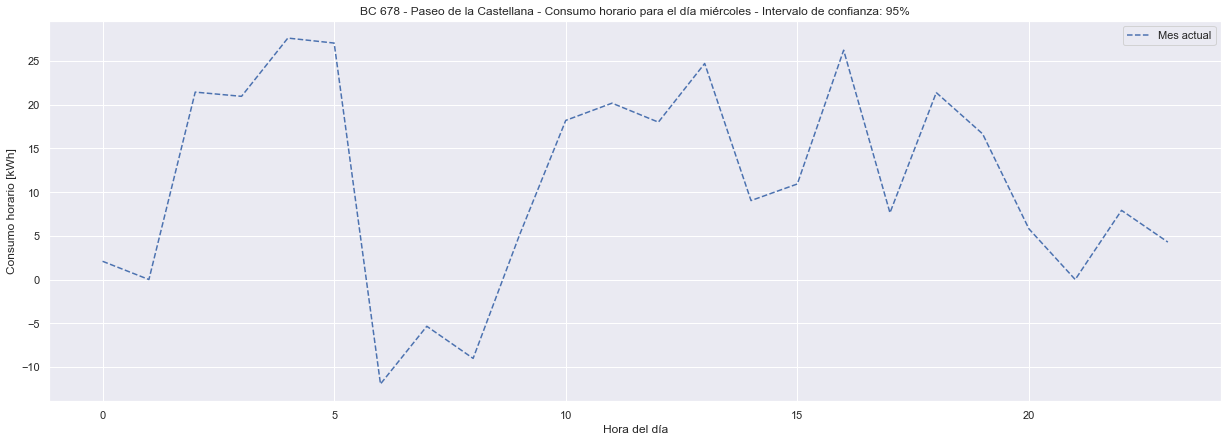 BC 678 - Paseo de la Castellana - Consumo horario para el día miércoles - Intervalo de confianza: 95%
Mes actual
Consumo horario [kWh]
25
20
15
10
5
0
−5
−10
0 5 10 15 20
Hora del día